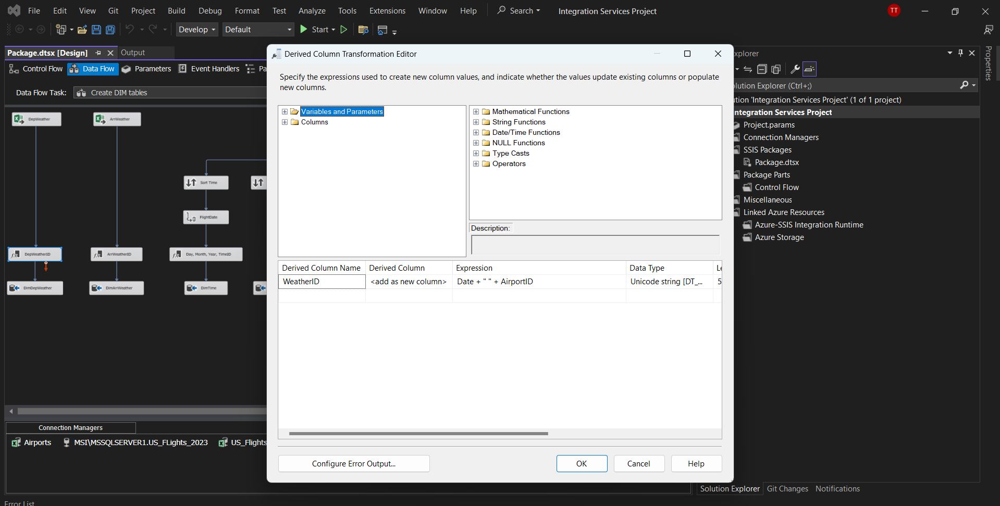 File Edit View Git Project Build Debug Format Test Analyze Tools Extensions Window Help Search Integration Services Project TT
Develop Default Start
Package.dtsx [Design] Output
Control Flow Data Flow Parameters Event Handlers Pa
Data Flow Task: Create DIM tables
DepWeather
ArrWeather
Sort Time
FlightDate
DepWeatherID
ArrWeatherID
Day, Month, Year, TimeID
DimDepWeather
DimArrWeather
DimTime
Connection Managers
Airports MSI\MSSQLSERVER1.US_FLights_2023 US_Flights
Error List
Derived Column Transformation Editor
Specify the expressions used to create new column values, and indicate whether the values update existing columns or populate
new columns.
Variables and Parameters
Columns
Mathematical Functions
String Functions
Date/Time Functions
NULL Functions
Type Casts
Operators
Description:
Derived Column Name Derived Column Expression Data Type Le
WeatherID <add as new column> Date + " " + AirportID Unicode string [DT_... 5
Configure Error Output... OK Cancel Help
xplorer
olution Explorer (Ctrl+;)
ution 'Integration Services Project' (1 of 1 project)
ntegration Services Project
Project.params
Connection Managers
SSIS Packages
Package.dtsx
Package Parts
Control Flow
Miscellaneous
Linked Azure Resources
Azure-SSIS Integration Runtime
Azure Storage
Solution Explorer Git Changes Notifications
Properties